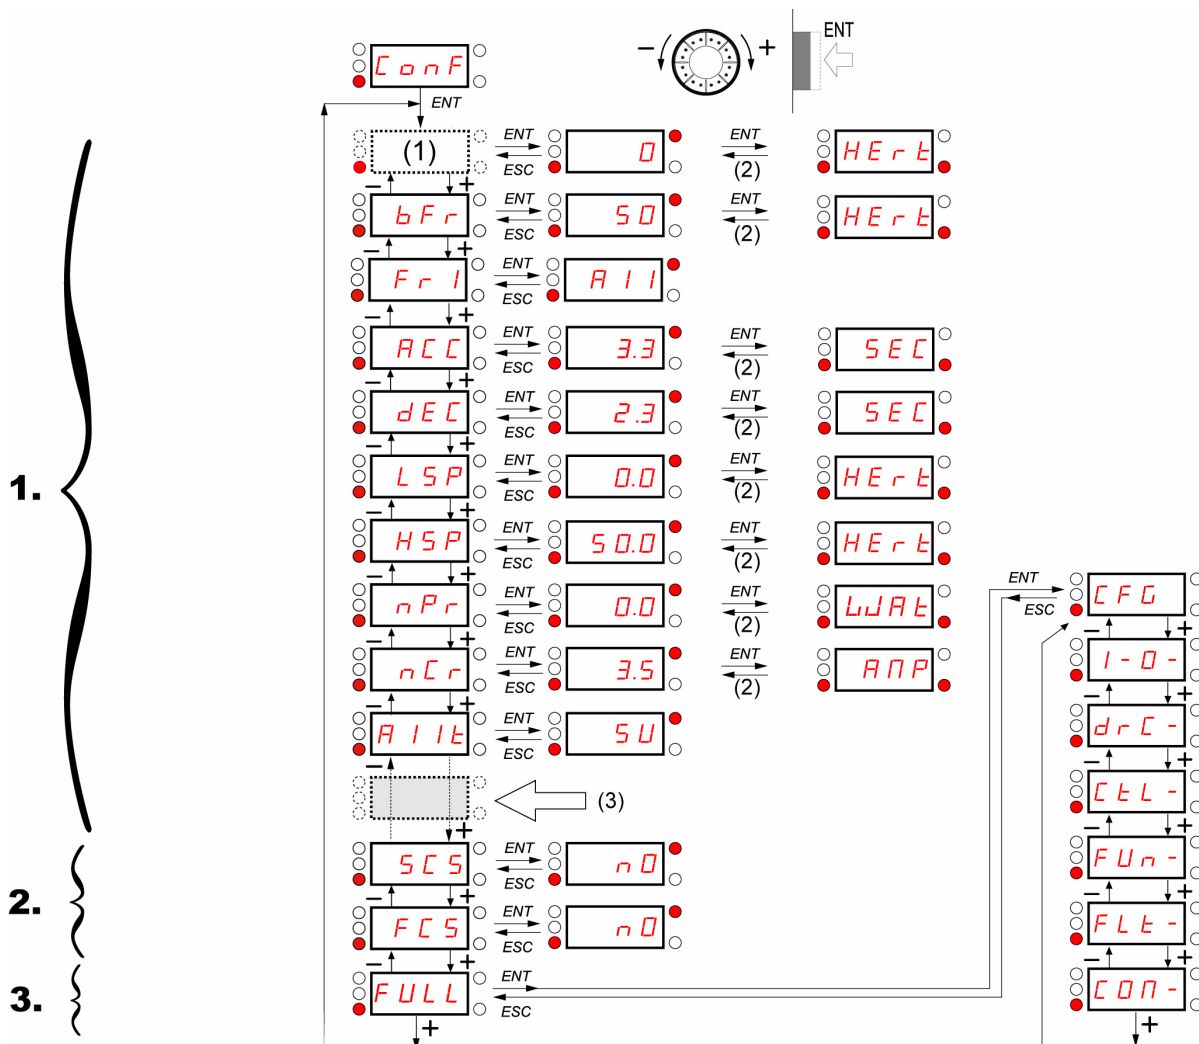 − + ENT
ConF
ENT
(1) ENT ESC 0 ENT (2) HErt
− +
bFr ENT ESC 50 ENT (2) HErt
− +
Fr1 ENT ESC AI1
− +
ACC ENT ESC 3.3 ENT (2) SEC
− +
dEC ENT ESC 2.3 ENT (2) SEC
− +
LSP ENT ESC 0.0 ENT (2) HErt
− +
1.
HSP ENT ESC 50.0 ENT (2) HErt
− +
nPr ENT ESC 0.0 ENT (2) WAt
ENT ESC CFG
− +
nCr ENT ESC 3.5 ENT (2) AMP
I-O-
− +
AI1t ENT ESC 5U
drC-
− +
(3)
CtL-
+
− +
2.
SCS ENT ESC nO
FUn-
− +
FCS ENT ESC nO
FLt-
− +
3.
FULL ENT ESC
COM-
+
+